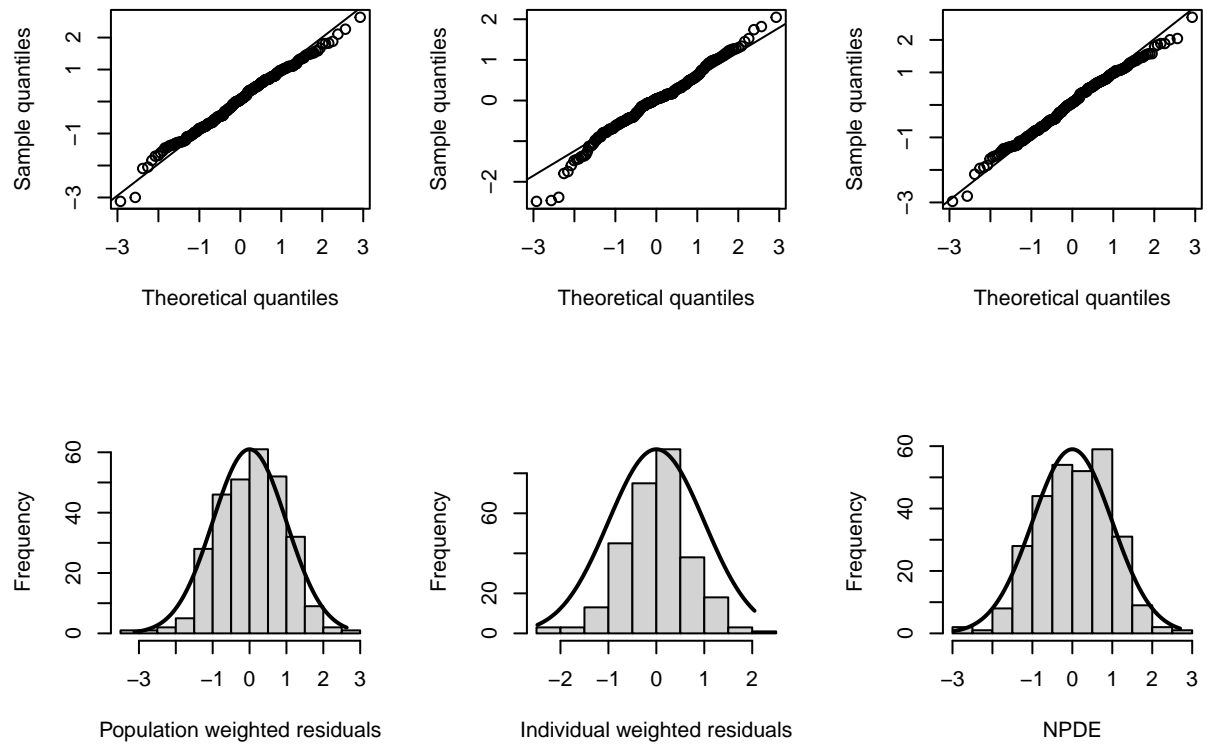 Sample quantiles
2
1
−1
−3
−3 −1 0 1 2 3
Theoretical quantiles
Sample quantiles
2
1
0
−2
−3 −1 0 1 2 3
Theoretical quantiles
Sample quantiles
1
−1
−3
−3 −1 0 1 2 3
Theoretical quantiles
Frequency
60
40
20
0
−3 −1 0 1 2 3
Population weighted residuals
Frequency
60
20
0
−2 −1 0 1 2
Individual weighted residuals
Frequency
60
40
20
0
−3 −1 0 1 2 3
NPDE